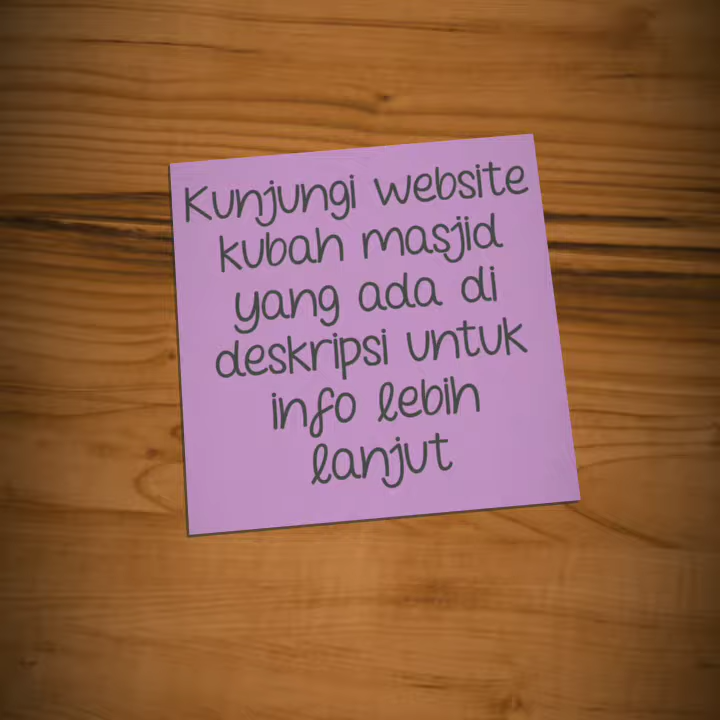 Kunjungi website
kubah masjid
yang ada di
deskripsi untuk
info lebih
lanjut